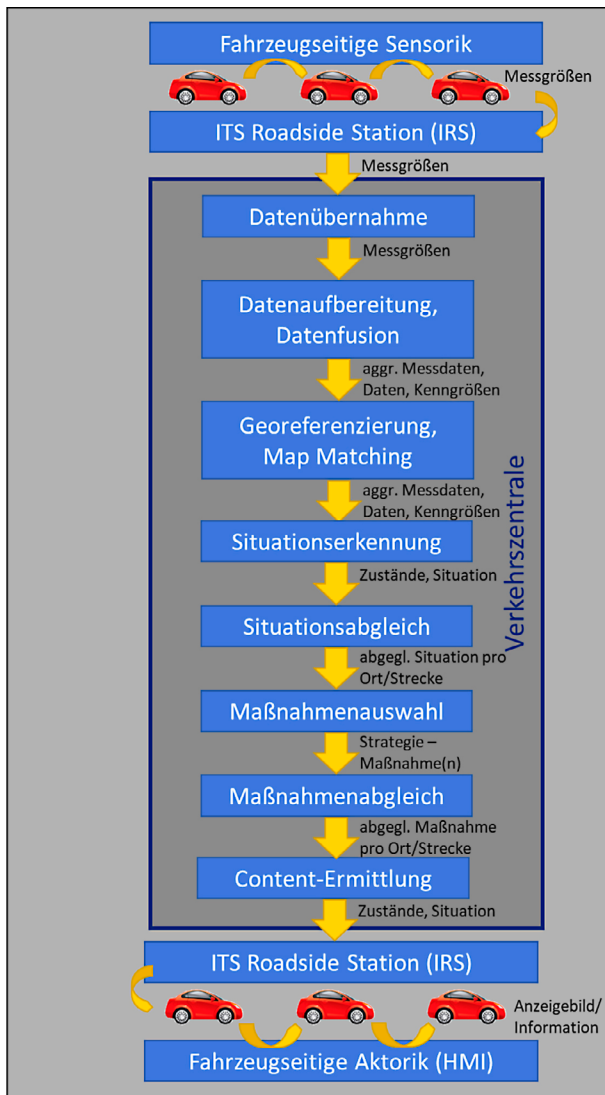 Fahrzeugseitige Sensorik
Messgrößen
ITS Roadside Station (IRS)
Messgrößen
Datenübernahme
Messgrößen
Datenaufbereitung,
Datenfusion
aggr. Messdaten,
Daten, Kenngrößen
Georeferenzierung,
Map Matching
aggr. Messdaten,
Daten, Kenngrößen
Situationserkennung
Zustände, Situation
Situationsabgleich
abgegl. Situation pro
Ort/Strecke
Maßnahmenauswahl
Strategie –
Maßnahme(n)
Maßnahmenabgleich
abgegl. Maßnahme
pro Ort/Strecke
Content-Ermittlung
Zustände, Situation
Verkehrszentrale
ITS Roadside Station (IRS)
Anzeigebild/
Information
Fahrzeugseitige Aktorik (HMI)